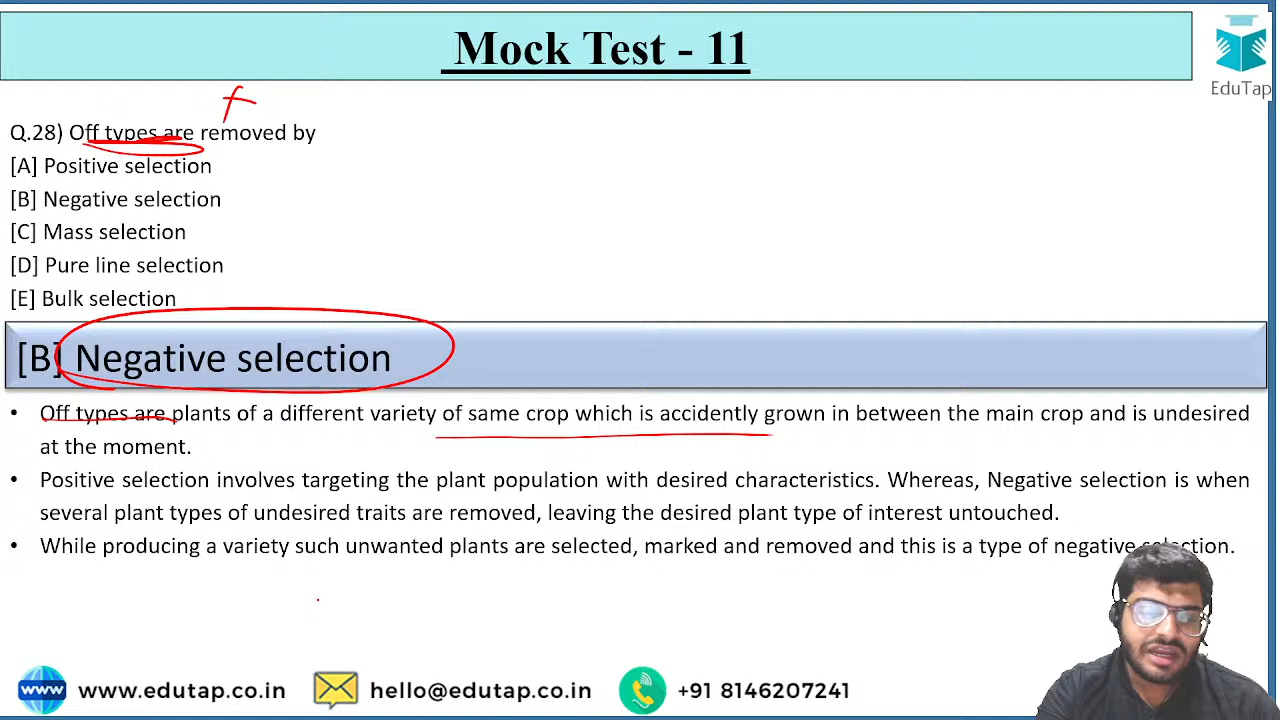 Mock Test - 11
EduTap
Q.28) Off types are removed by
[A] Positive selection
[B] Negative selection
[C] Mass selection
[D] Pure line selection
[E] Bulk selection
[B] Negative selection
• Off types are plants of a different variety of same crop which is accidently grown in between the main crop and is undesired
at the moment.
• Positive selection involves targeting the plant population with desired characteristics. Whereas, Negative selection is when
several plant types of undesired traits are removed, leaving the desired plant type of interest untouched.
• While producing a variety such unwanted plants are selected, marked and removed and this is a type of negative selection.
www www.edutap.co.in hello@edutap.co.in +91 8146207241